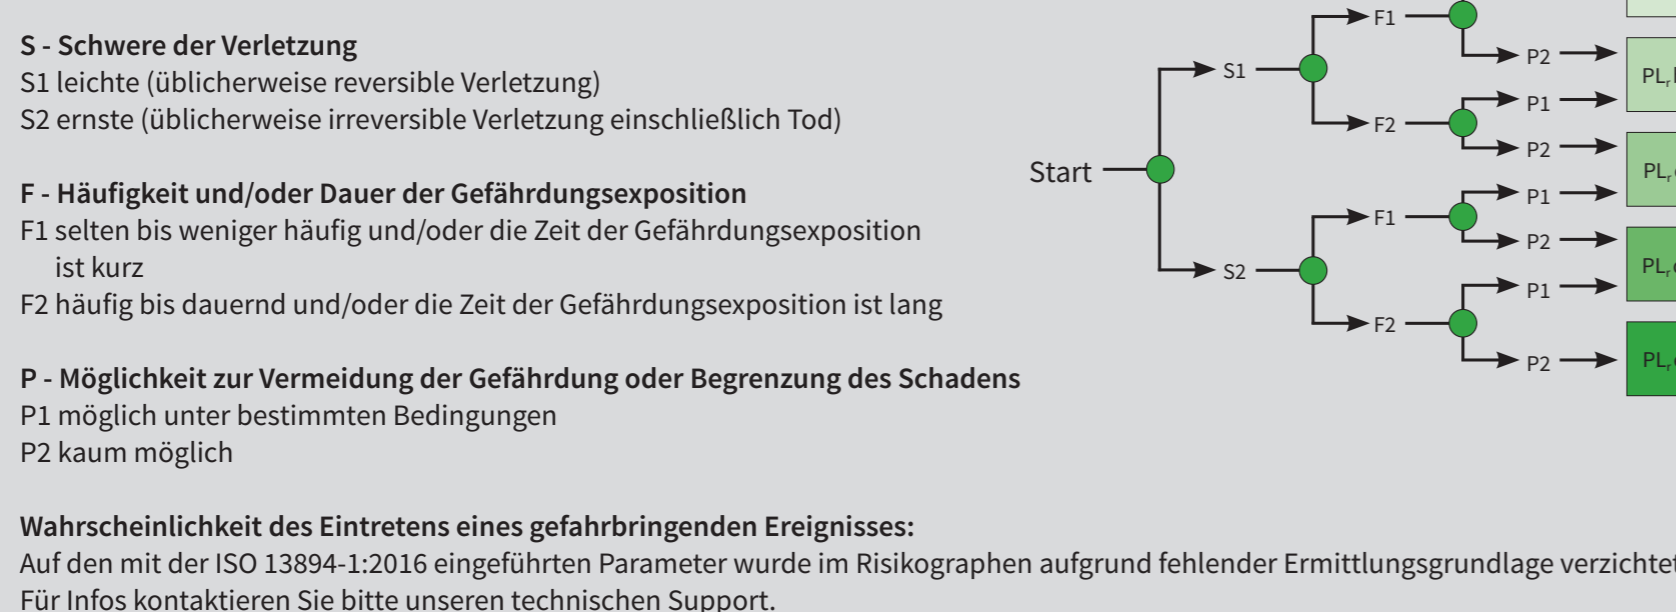 S - Schwere der Verletzung
S1 leichte (üblicherweise reversible Verletzung)
S2 ernste (üblicherweise irreversible Verletzung einschließlich Tod)
F - Häufigkeit und/oder Dauer der Gefährdungsexposition
F1 selten bis weniger häufig und/oder die Zeit der Gefährdungsexposition
ist kurz
F2 häufig bis dauernd und/oder die Zeit der Gefährdungsexposition ist lang
P - Möglichkeit zur Vermeidung der Gefährdung oder Begrenzung des Schadens
P1 möglich unter bestimmten Bedingungen
P2 kaum möglich
Start
S1
S2
F1
F2
F1
F2
P2
P1
P2
P1
P2
P1
P2
PLr
PLr
PLr
PLr
Wahrscheinlichkeit des Eintretens eines gefahrbringenden Ereignisses:
Auf den mit der ISO 13894-1:2016 eingeführten Parameter wurde im Risikographen aufgrund fehlender Ermittlungsgrundlage verzichtet
Für Infos kontaktieren Sie bitte unseren technischen Support.